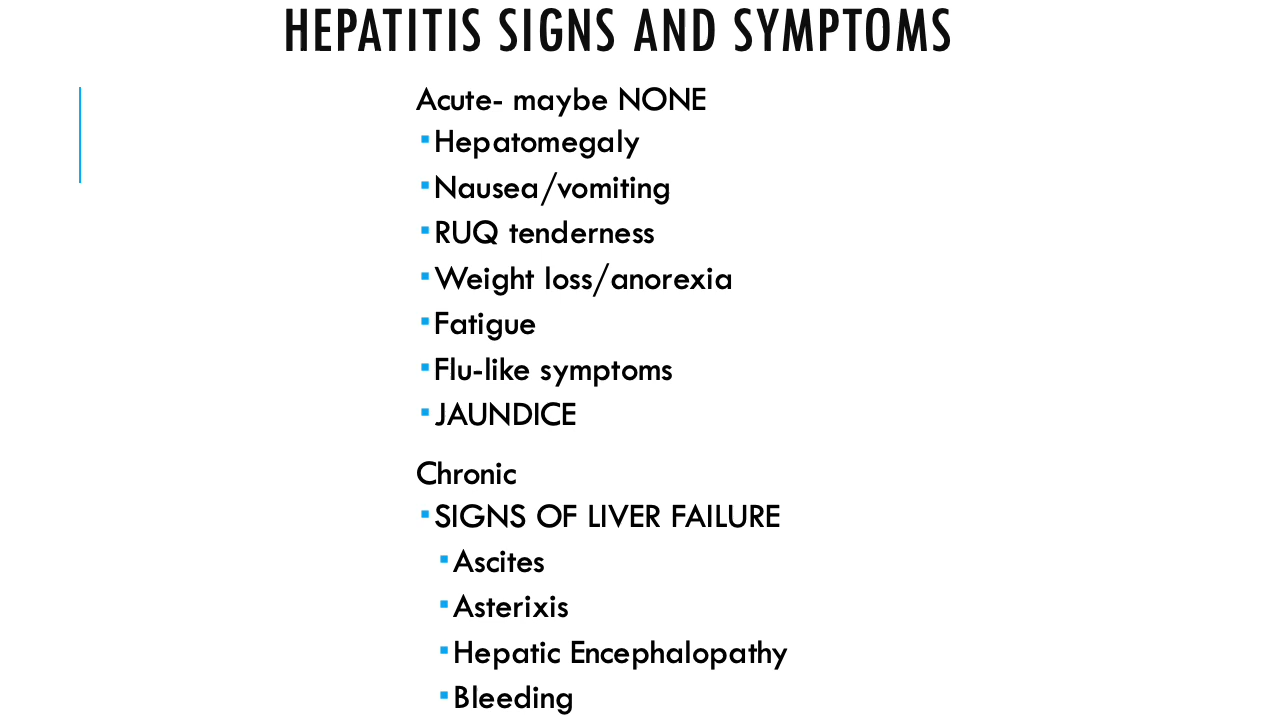 HEPATITIS SIGNS AND SYMPTOMS
Acute- maybe NONE
▪Hepatomegaly
▪Nausea/vomiting
▪RUQ tenderness
▪Weight loss/anorexia
▪Fatigue
▪Flu-like symptoms
▪JAUNDICE
Chronic
▪SIGNS OF LIVER FAILURE
▪Ascites
▪Asterixis
▪Hepatic Encephalopathy
▪Bleeding